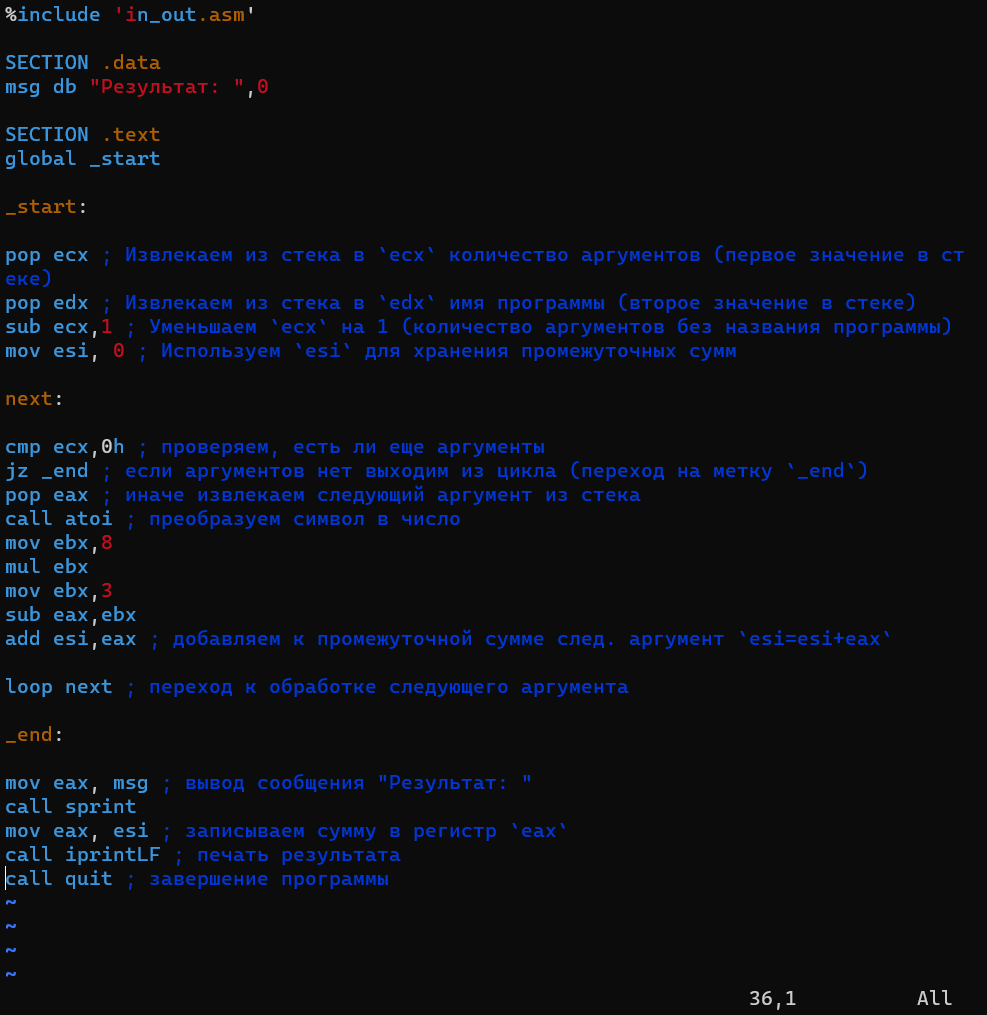 %include 'in_out.asm'
SECTION .data
msg db "Результат: ",0
SECTION .text
global _start
_start:
pop ecx ; Извлекаем из стека в `ecx` количество аргументов (первое значение в ст
еке)
pop edx ; Извлекаем из стека в `edx` имя программы (второе значение в стеке)
sub ecx,1 ; Уменьшаем `ecx` на 1 (количество аргументов без названия программы)
mov esi, 0 ; Используем `esi` для хранения промежуточных сумм
next:
cmp ecx,0h ; проверяем, есть ли еще аргументы
jz _end ; если аргументов нет выходим из цикла (переход на метку `_end`)
pop eax ; иначе извлекаем следующий аргумент из стека
call atoi ; преобразуем символ в число
mov ebx,8
mul ebx
mov ebx,3
sub eax,ebx
add esi,eax ; добавляем к промежуточной сумме след. аргумент `esi=esi+eax`
loop next ; переход к обработке следующего аргумента
_end:
mov eax, msg ; вывод сообщения "Результат: "
call sprint
mov eax, esi ; записываем сумму в регистр `eax`
call iprintLF ; печать результата
call quit ; завершение программы
~
~
~
~
36,1 All